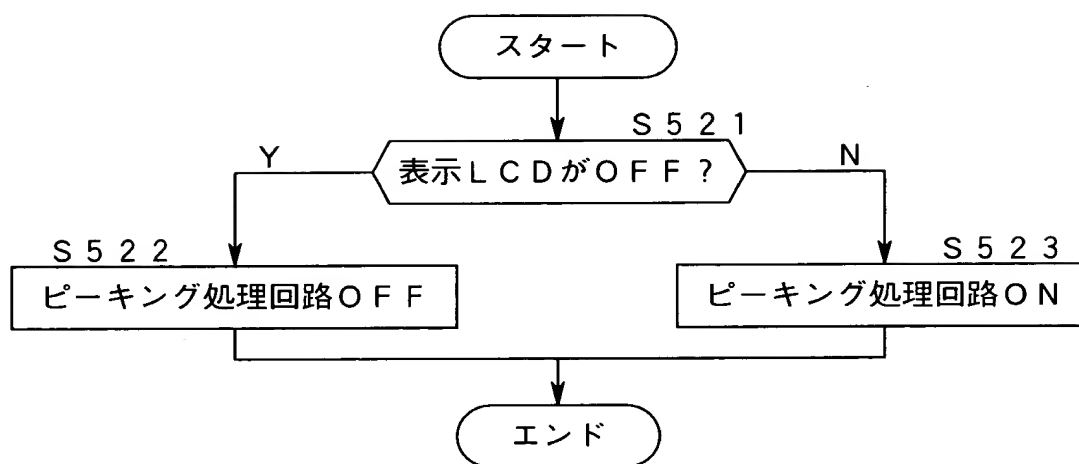 スタート
S521
表示LCDがOFF?
Y
N
S522
ピーキング処理回路OFF
S523
ピーキング処理回路ON
エンド